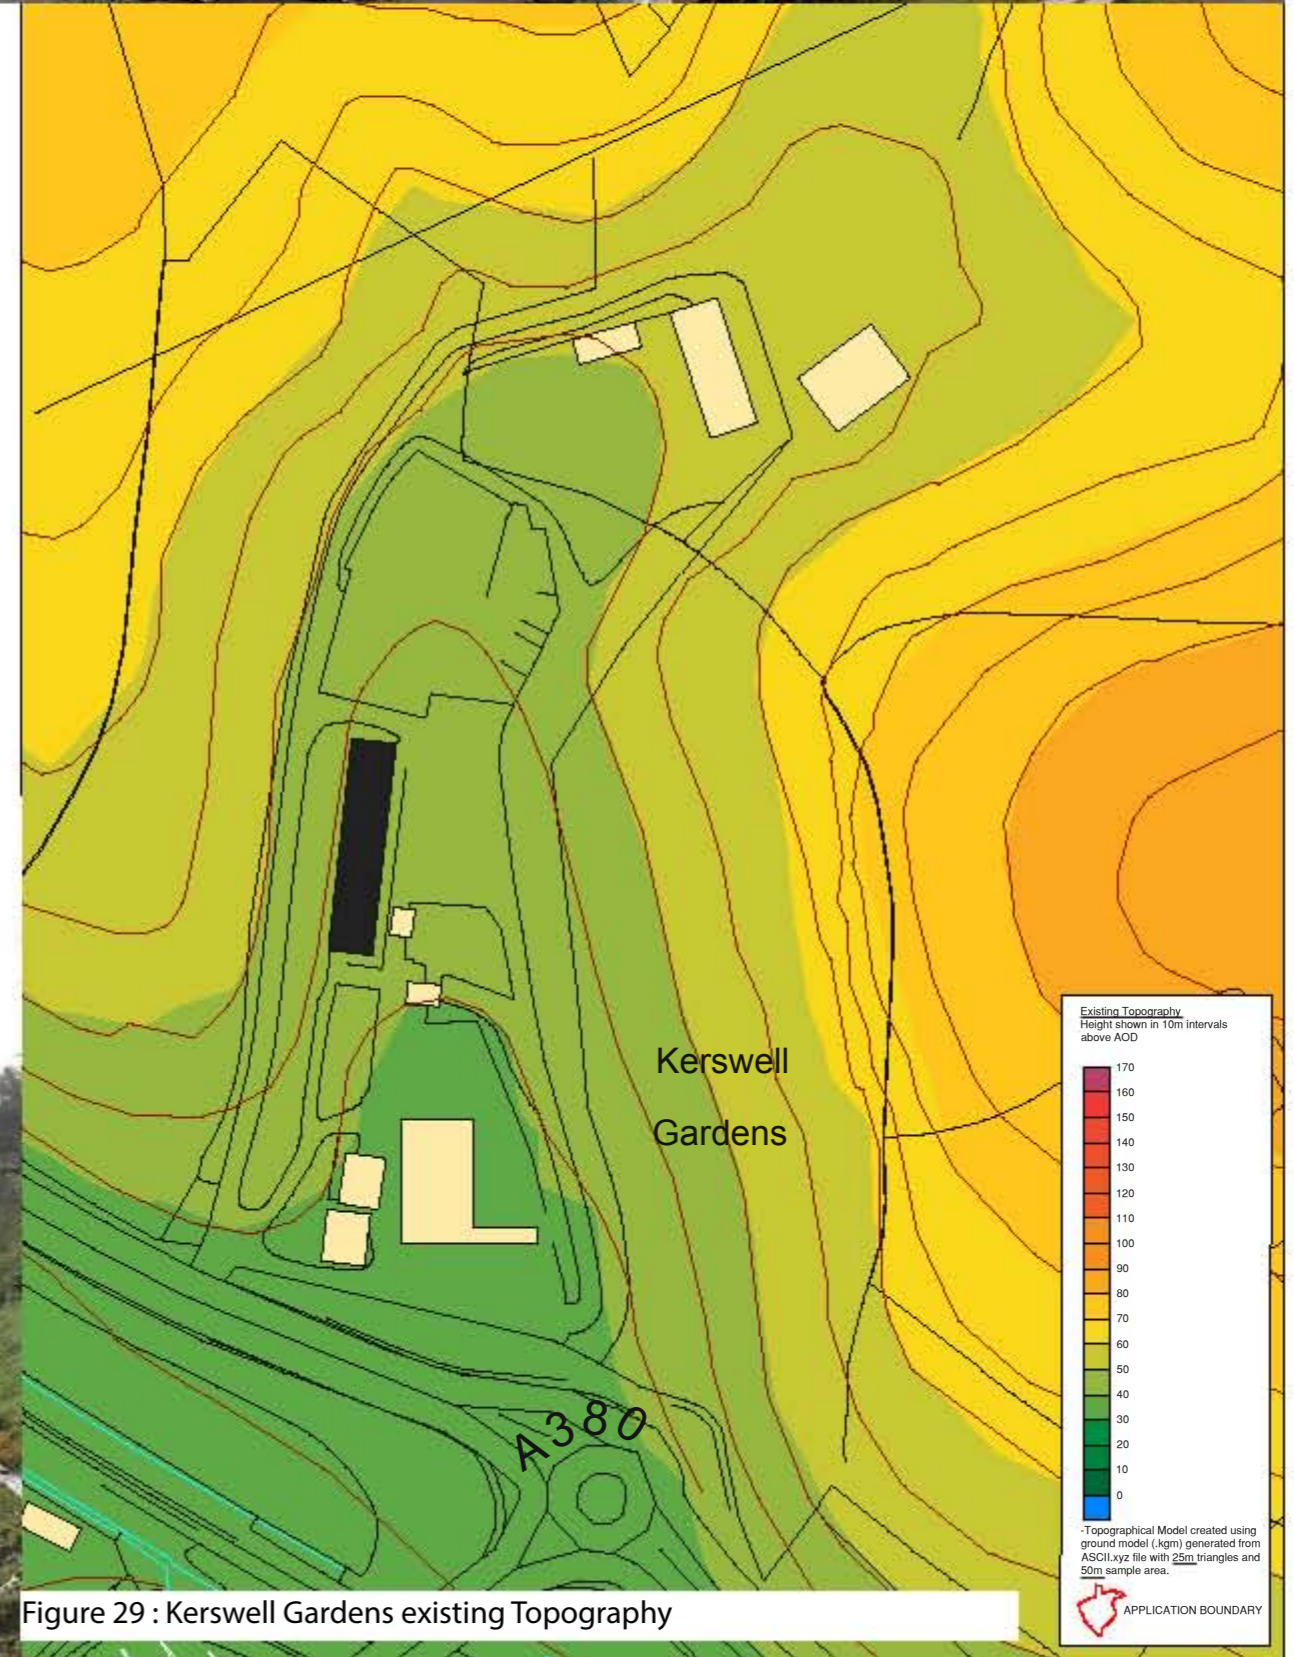 Kerswell
Gardens
A380
Existing Topography
Height shown in 10m intervals
above AOD
170
160
150
140
130
120
110
100
90
80
70
60
50
40
30
20
10
0
-Topographical Model created using
ground model (.kgm) generated from
ASCII.xyz file with 25m triangles and
50m sample area.
APPLICATION BOUNDARY
Figure 29 : Kerswell Gardens existing Topography